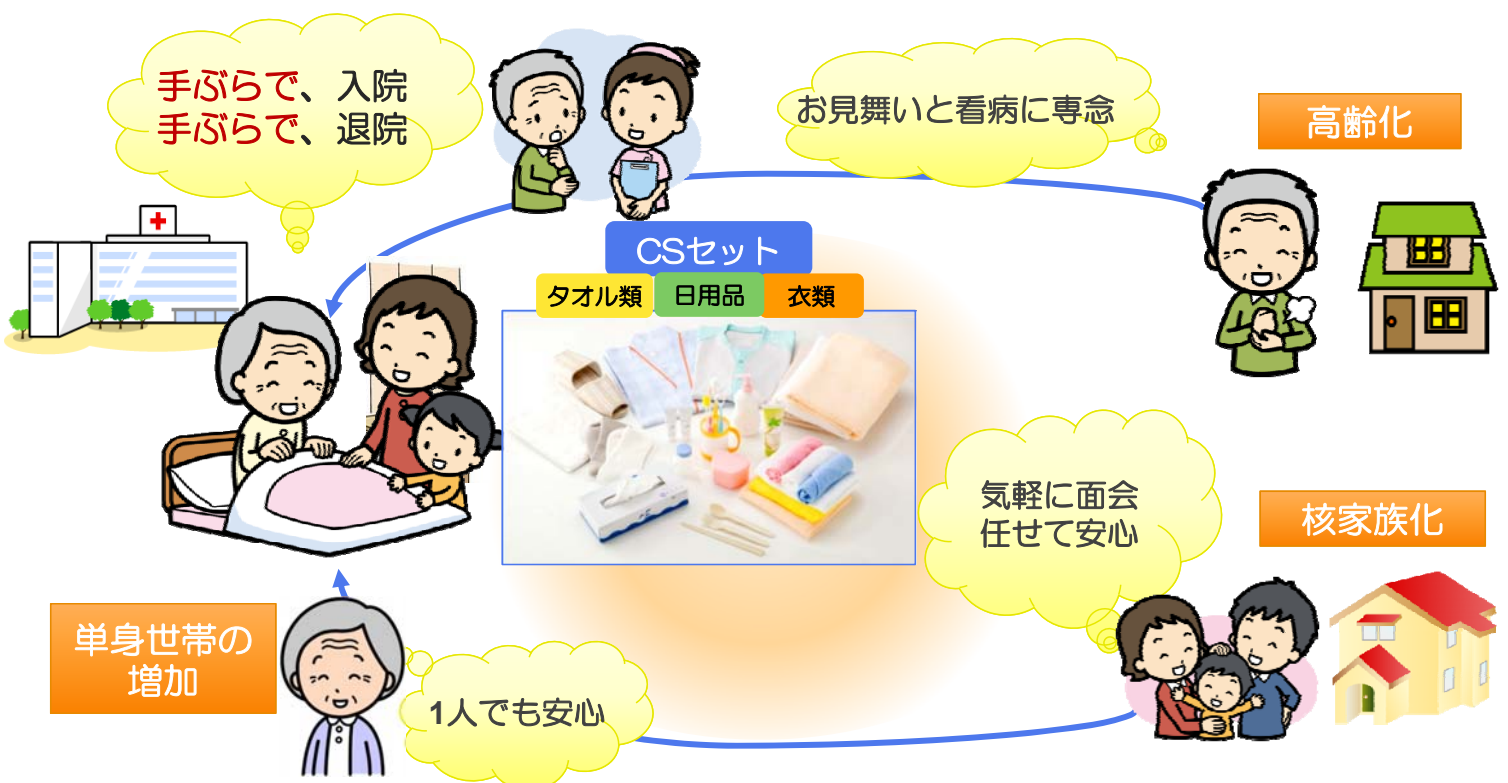 手ぶらで、入院
手ぶらで、退院
お見舞いと看病に専念
高齢化
CSセット
タオル類
日用品
衣類
気軽に面会
任せて安心
核家族化
単身世帯の
増加
1人でも安心